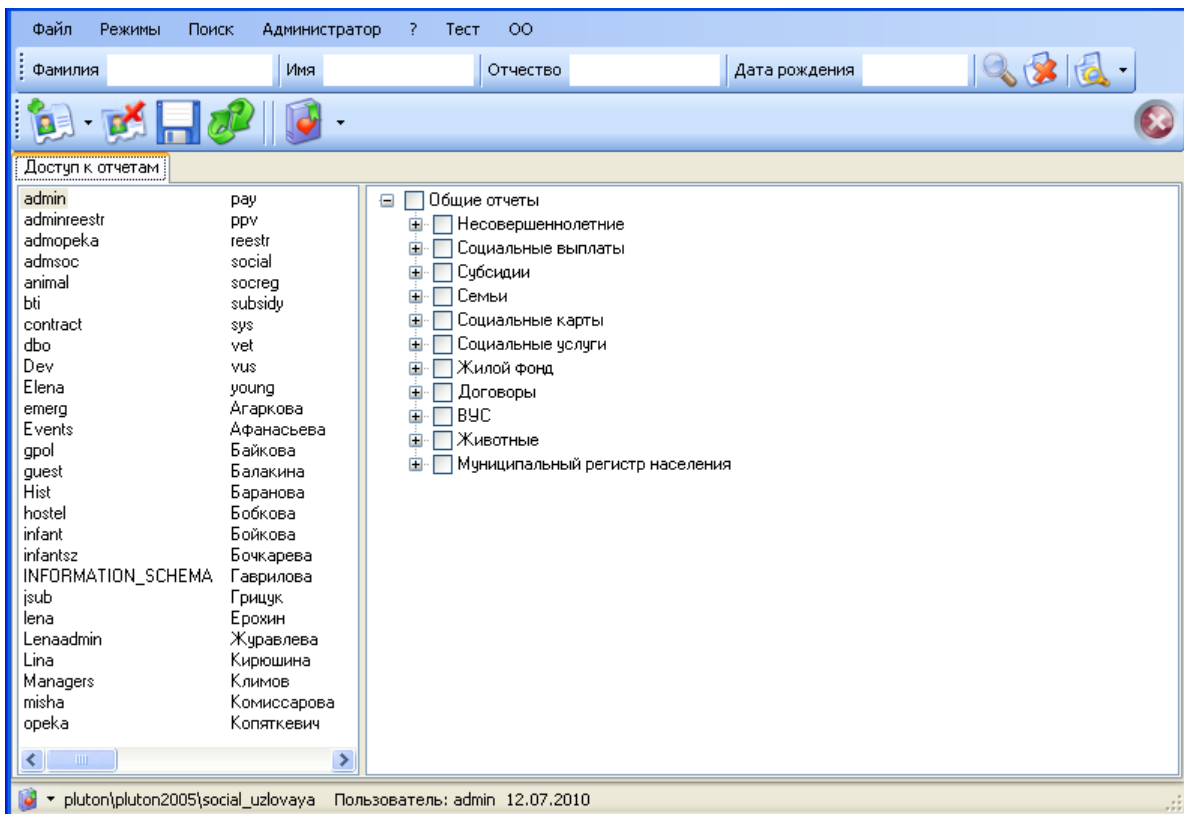 Файл Режимы Поиск Администратор ? Тест ОО
Фамилия Имя Отчество Дата рождения
Доступ к отчетам
admin
adminreestr
admopeka
admsoc
animal
bti
contract
dbo
Dev
Elena
emerg
Events
gpol
guest
Hist
hostel
infant
infantsz
INFORMATION_SCHEMA
jsub
lena
Lenaadmin
Lina
Managers
misha
opeka
pay
ppv
reestr
social
socreg
subsidy
sys
vet
vus
young
Агаркова
Афанасьева
Байкова
Балакина
Баранова
Бобкова
Бойкова
Бочкарева
Гаврилова
Грицук
Ерохин
Журавлева
Кирюшина
Климов
Комиссарова
Копяткевич
Общие отчеты
Несовершеннолетние
Социальные выплаты
Субсидии
Семьи
Социальные карты
Социальные услуги
Жилой фонд
Договоры
ВУС
Животные
Муниципальный регистр населения
pluton\pluton2005\social_uzlovaya Пользователь: admin 12.07.2010